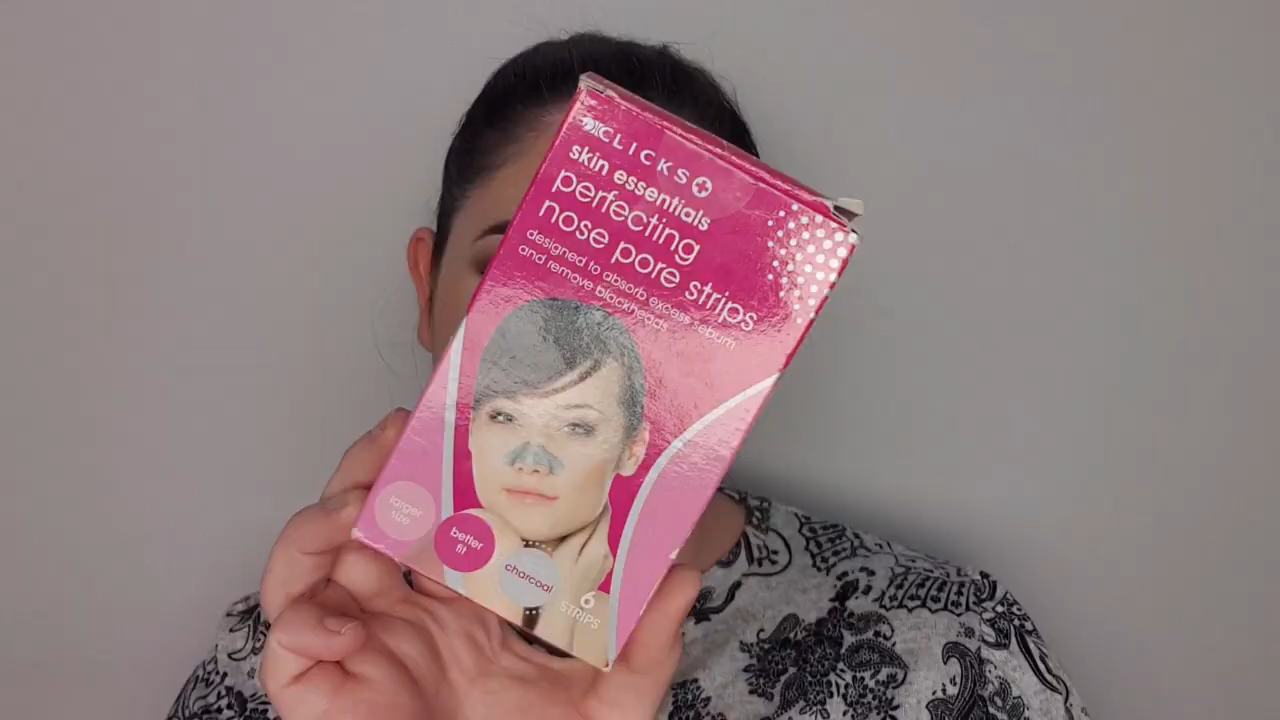 CLICKS
skin essentials
perfecting
nose pore strips
designed to absorb excess sebum
and remove blackheads
larger
size
better
fit
charcoal
6
STRIPS